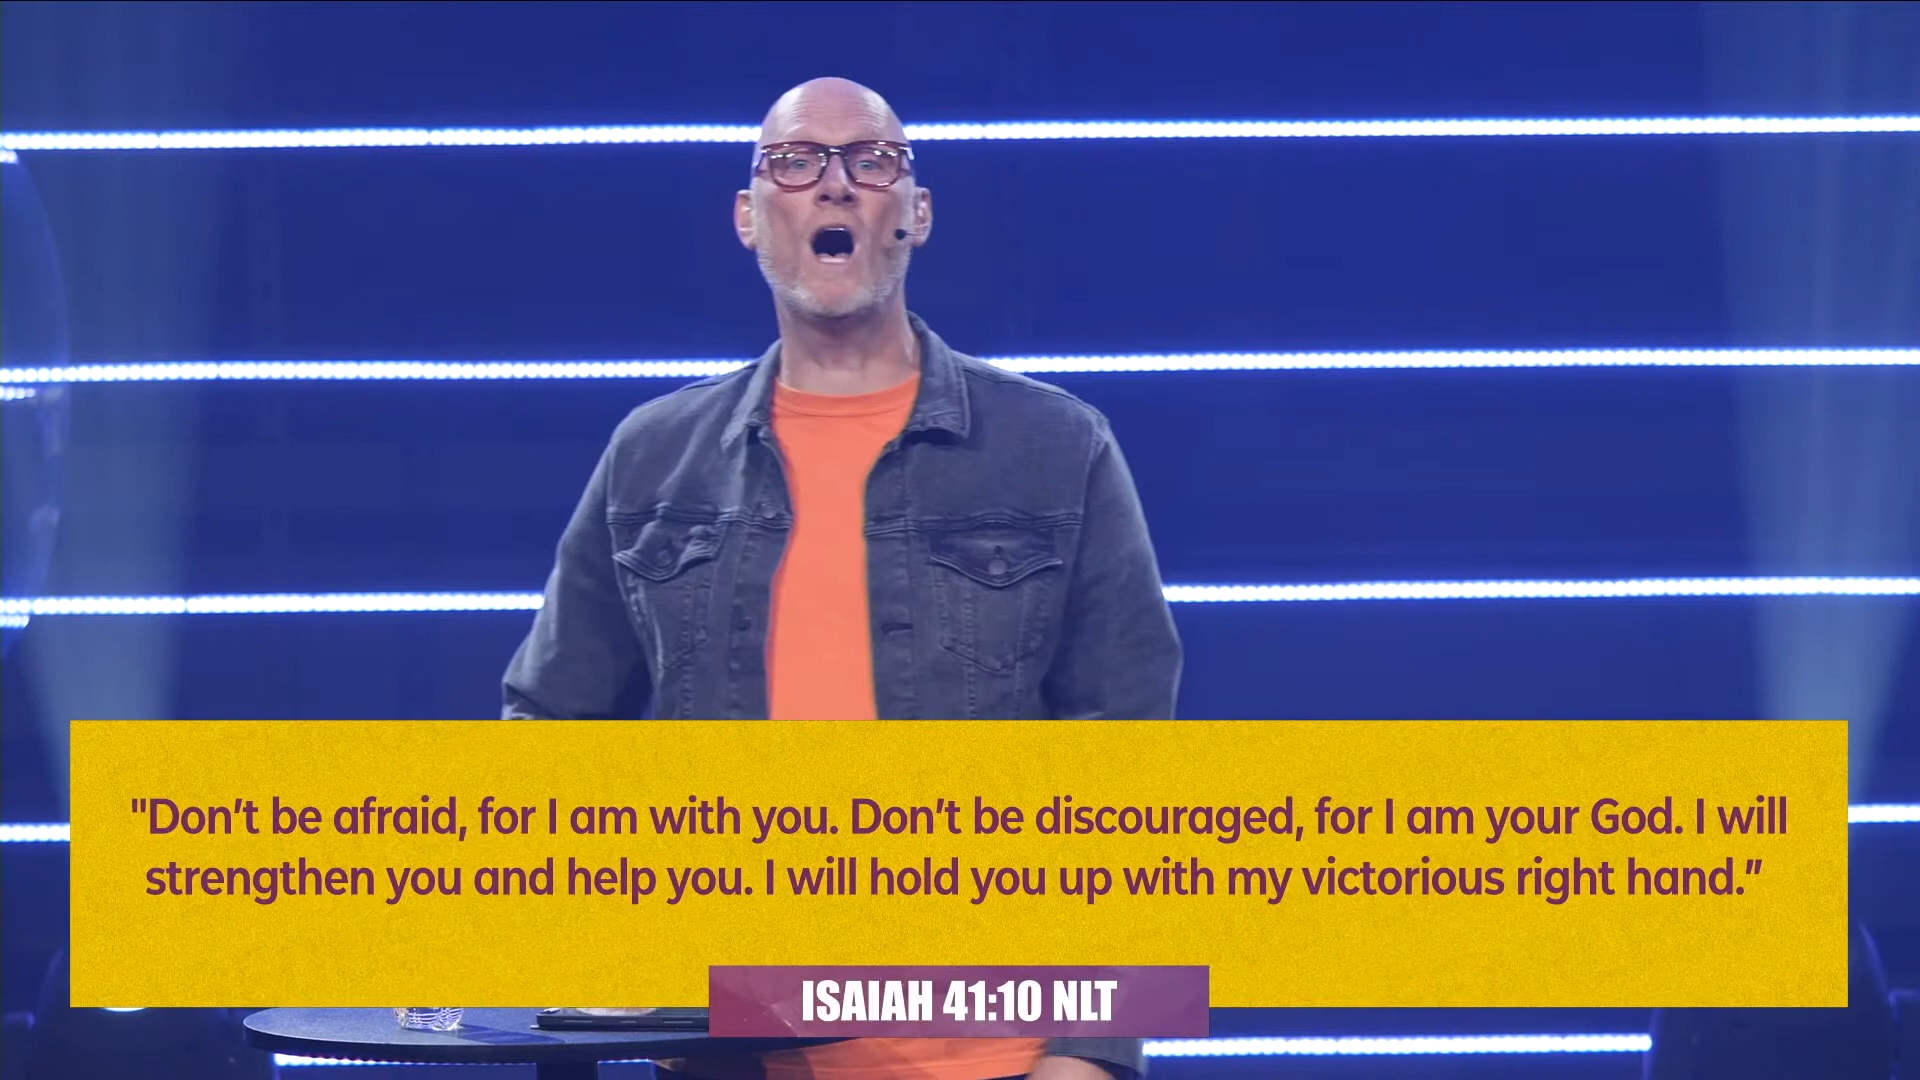 "Don’t be afraid, for I am with you. Don’t be discouraged, for I am your God. I will
strengthen you and help you. I will hold you up with my victorious right hand.”
ISAIAH 41:10 NLT